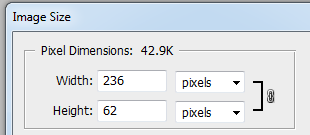 Image Size
Pixel Dimensions: 42.9K
Width: 236 pixels
Height: 62 pixels